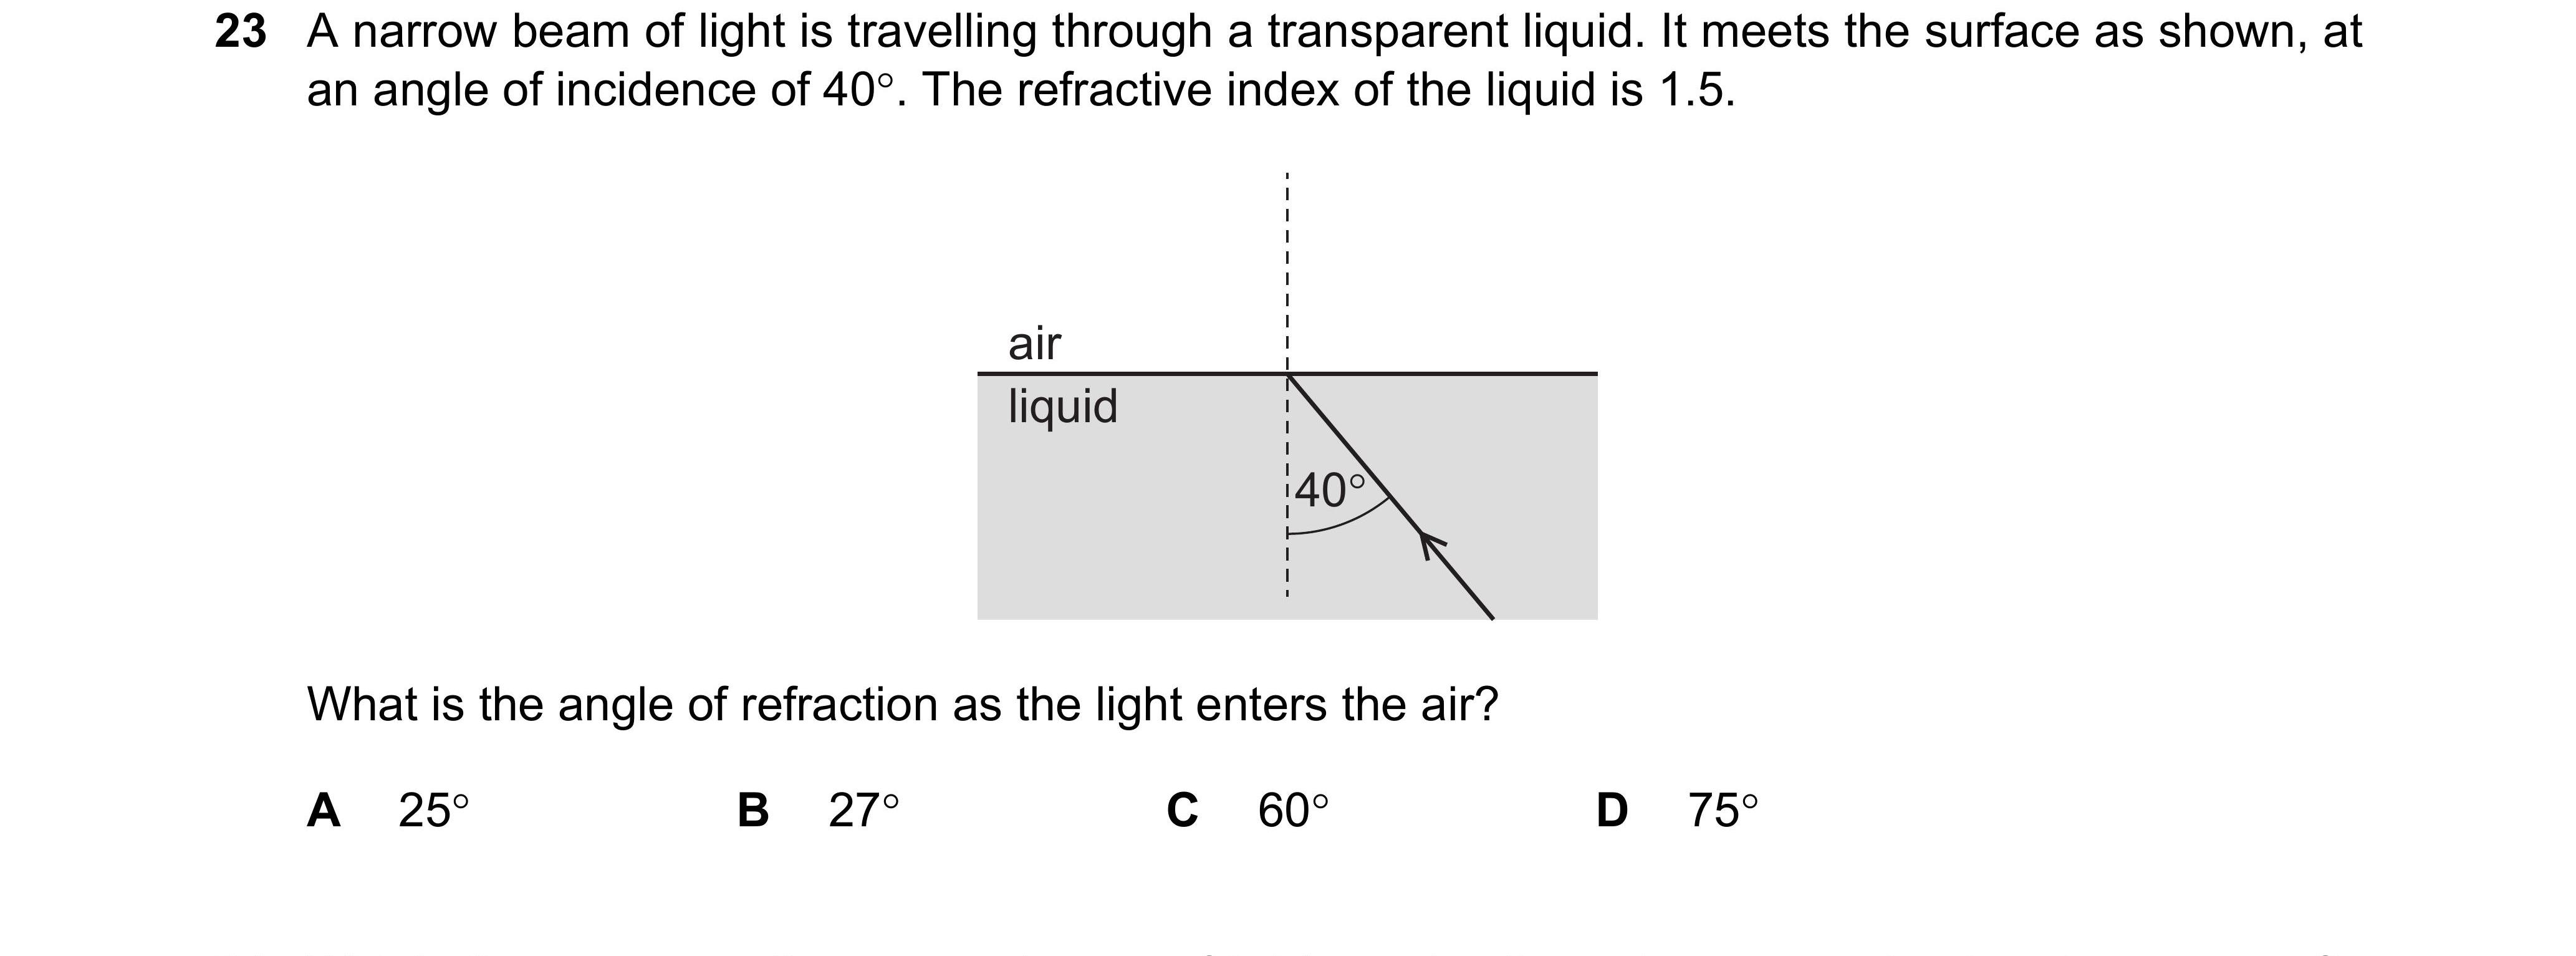 23 A narrow beam of light is travelling through a transparent liquid. It meets the surface as shown, at
an angle of incidence of 40°. The refractive index of the liquid is 1.5.
air
liquid
40°
What is the angle of refraction as the light enters the air?
A 25° B 27° C 60° D 75°